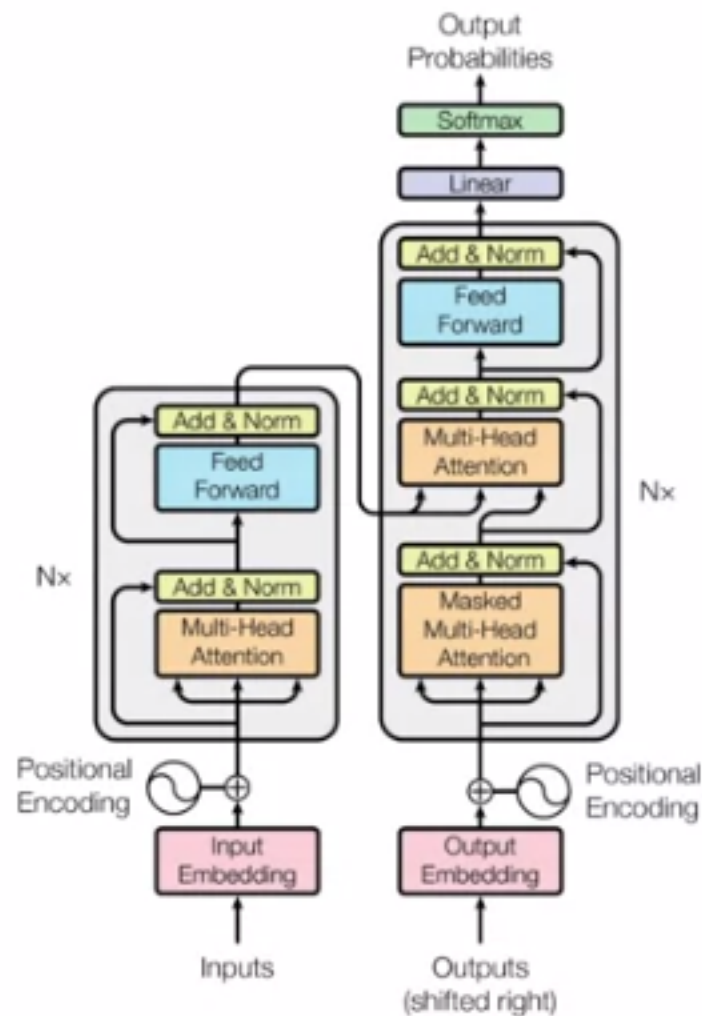 Output
Probabilities
Softmax
Linear
Add & Norm
Feed
Forward
Add & Norm
Multi-Head
Attention
Nx
Add & Norm
Masked
Multi-Head
Attention
Add & Norm
Feed
Forward
Nx
Add & Norm
Multi-Head
Attention
Positional
Encoding
Positional
Encoding
Input
Embedding
Output
Embedding
Inputs
Outputs
(shifted right)